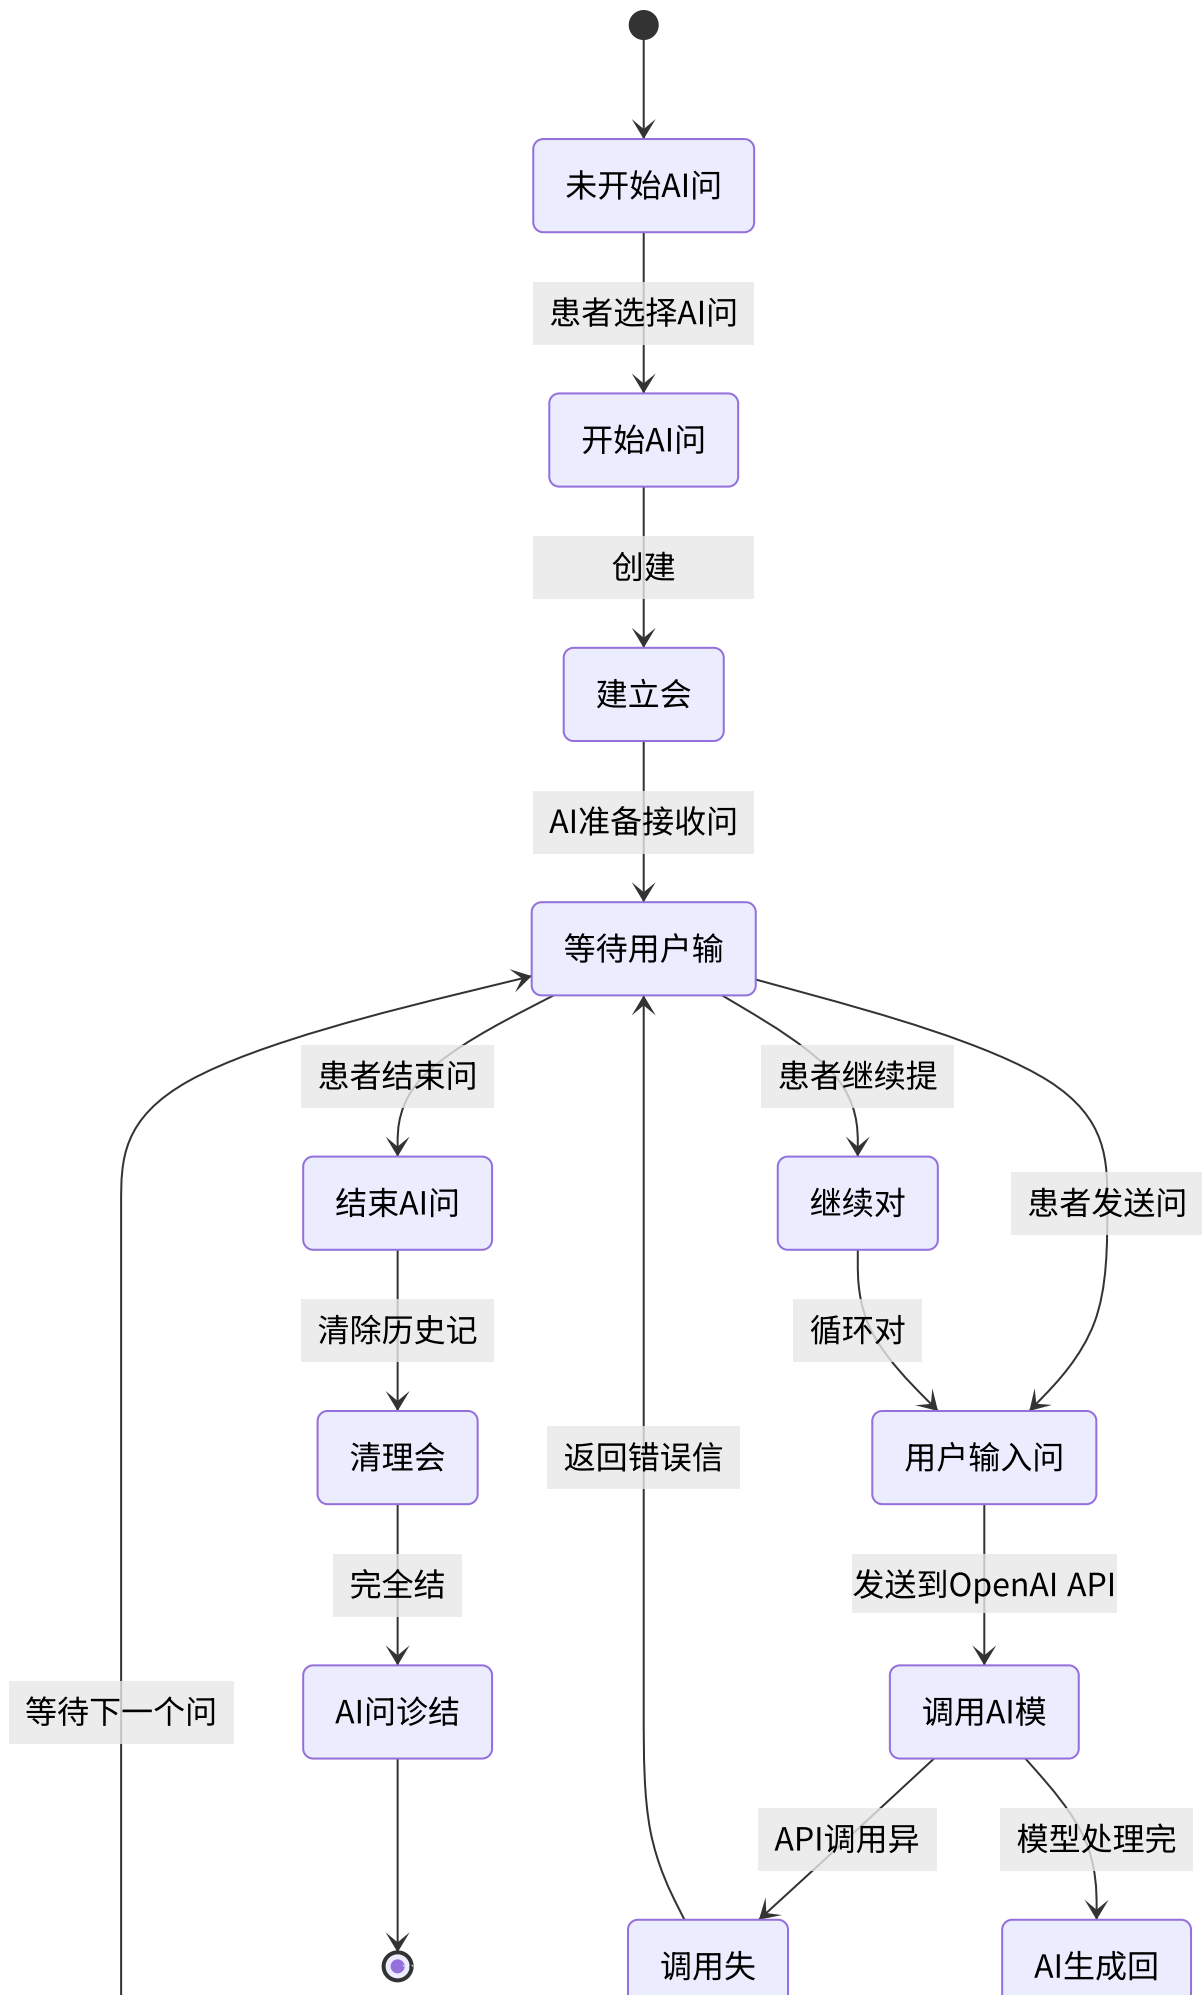 未开始AI问
患者选择AI问
开始AI问
创建
建立会
AI准备接收问
等待用户输
患者结束问
患者继续提
结束AI问
继续对
患者发送问
清除历史记
循环对
返回错误信
清理会
用户输入问
完全结
发送到OpenAI API
等待下一个问
AI问诊结
调用AI模
API调用异
模型处理完
调用失
AI生成回